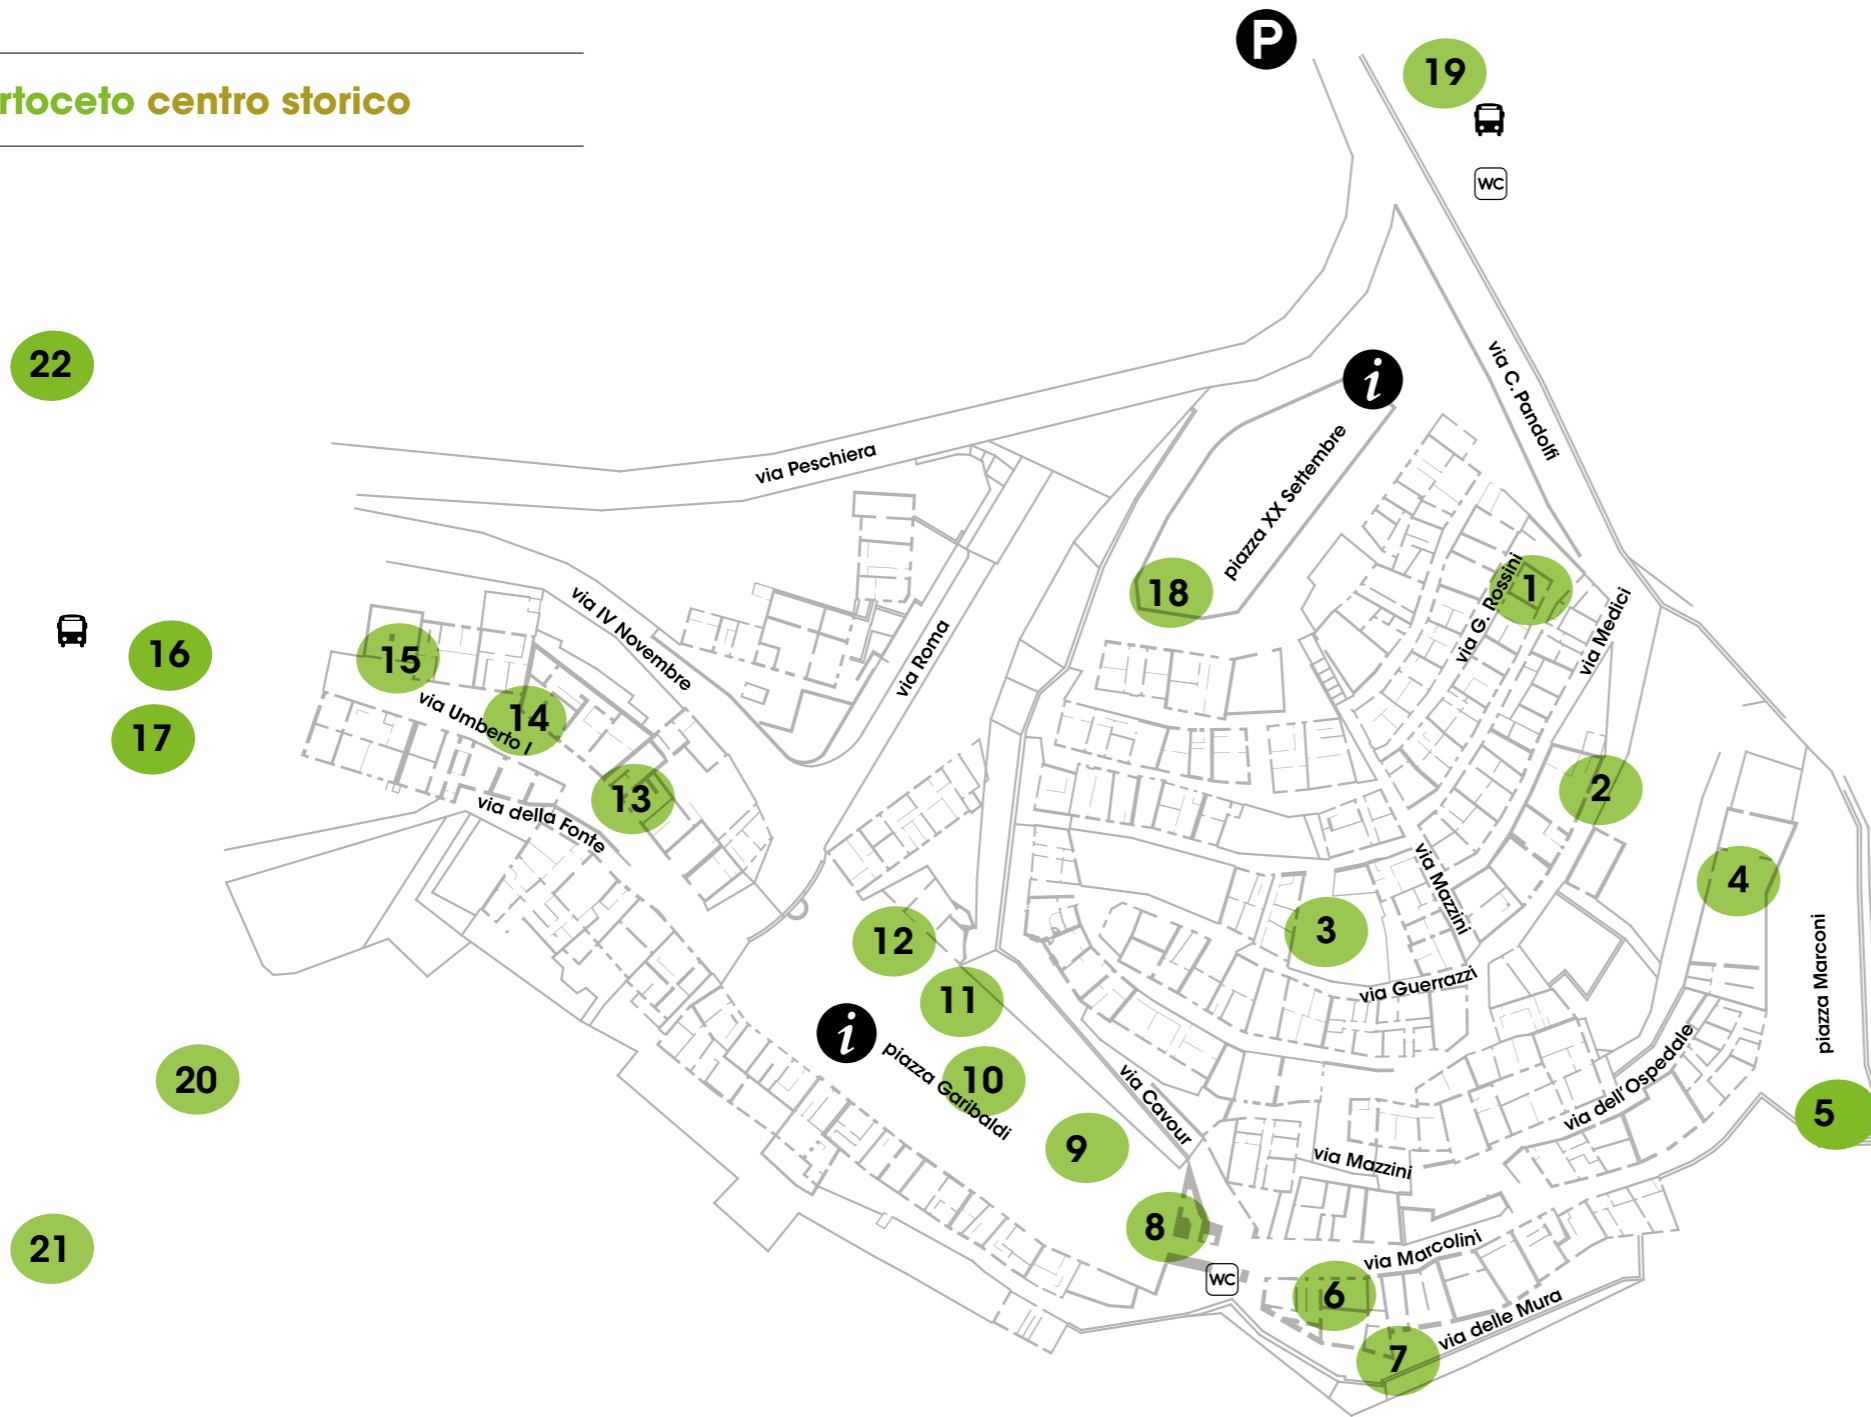 rtoceto centro storico
P
19
WC
22
i
via C. Pandolfi
via Peschiera
piazza XX Settembre
18
1
via G. Rossini
via Medici
via IV Novembre
via Roma
16
15
14
via Umberto I
17
13
via della Fonte
2
4
via Mazzini
3
12
11
via Guerrazzi
piazza Marconi
i
piazza Garibaldi
10
20
via Cavour
via dell'Ospedale
5
9
via Mazzini
8
21
WC
via Marcolini
6
via delle Mura
7